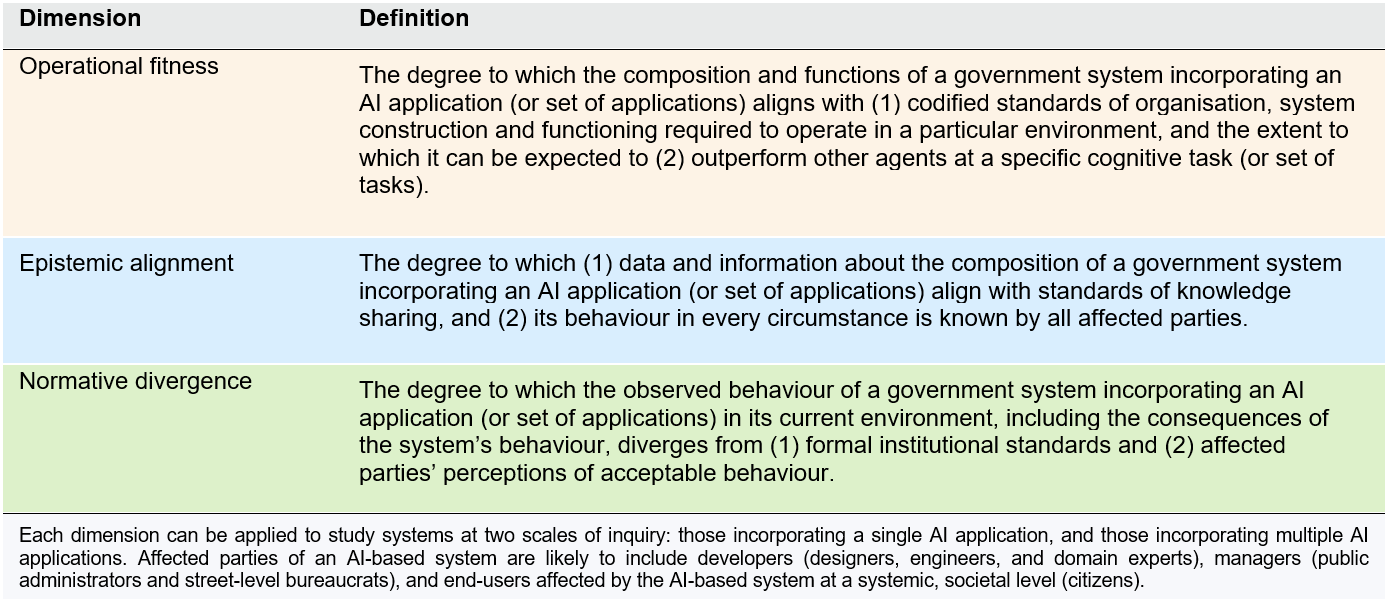 Dimension Definition
Operational fitness
The degree to which the composition and functions of a government system incorporating an
AI application (or set of applications) aligns with (1) codified standards of organisation, system
construction and functioning required to operate in a particular environment, and the extent to
which it can be expected to (2) outperform other agents at a specific cognitive task (or set of
tasks).
Epistemic alignment
The degree to which (1) data and information about the composition of a government system
incorporating an AI application (or set of applications) align with standards of knowledge
sharing, and (2) its behaviour in every circumstance is known by all affected parties.
Normative divergence
The degree to which the observed behaviour of a government system incorporating an AI
application (or set of applications) in its current environment, including the consequences of
the system’s behaviour, diverges from (1) formal institutional standards and (2) affected
parties’ perceptions of acceptable behaviour.
Each dimension can be applied to study systems at two scales of inquiry: those incorporating a single AI application, and those incorporating multiple AI
applications. Affected parties of an AI-based system are likely to include developers (designers, engineers, and domain experts), managers (public
administrators and street-level bureaucrats), and end-users affected by the AI-based system at a systemic, societal level (citizens).